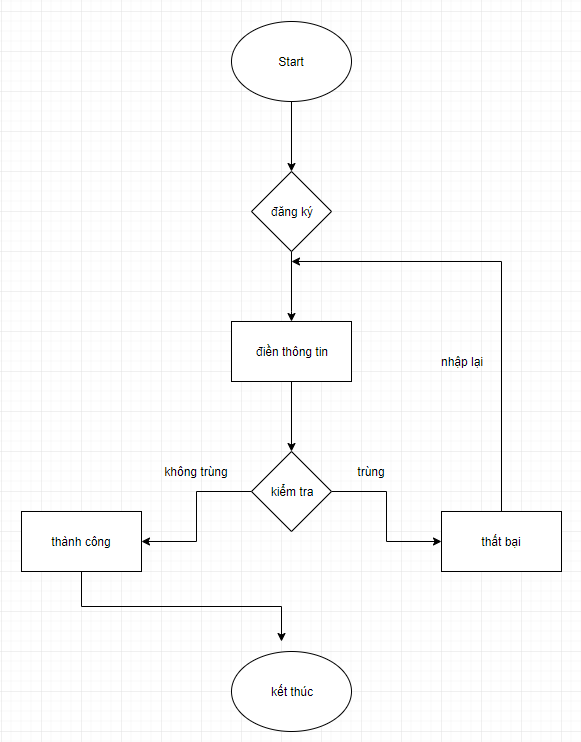 Start
đăng ký
điền thông tin
nhập lại
không trùng
trùng
kiểm tra
thành công
thất bại
kết thúc